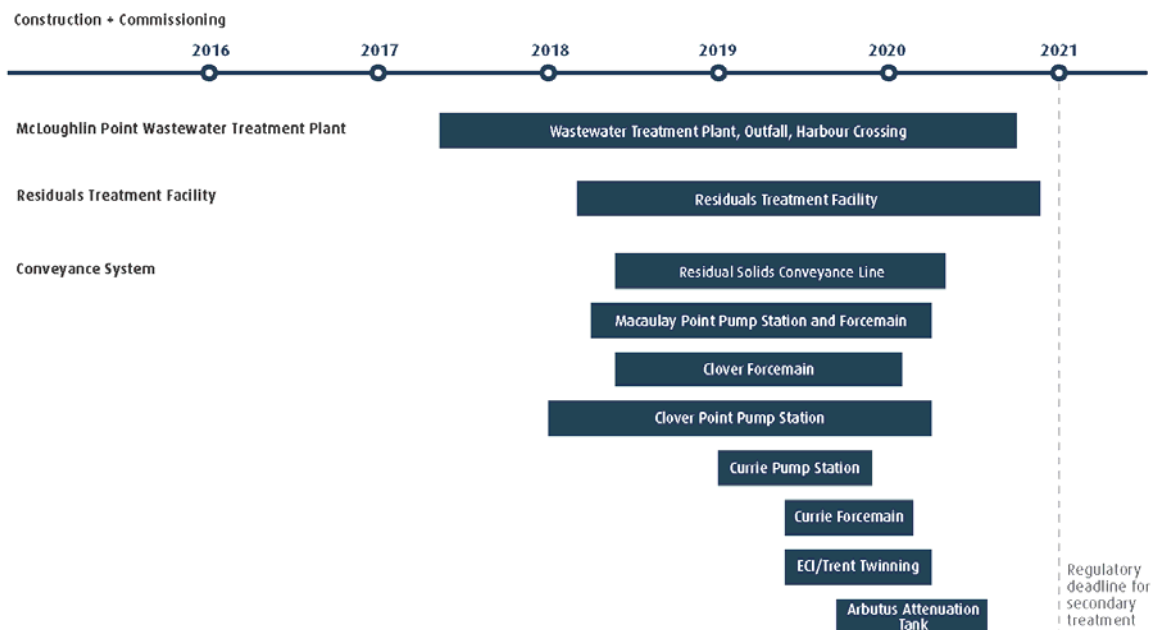 Construction + Commissioning
2016 2017 2018 2019 2020 2021
McLoughlin Point Wastewater Treatment Plant
Wastewater Treatment Plant, Outfall, Harbour Crossing
Residuals Treatment Facility
Residuals Treatment Facility
Conveyance System
Residual Solids Conveyance Line
Macaulay Point Pump Station and Forcemain
Clover Forcemain
Clover Point Pump Station
Currie Pump Station
Currie Forcemain
ECI/Trent Twinning
Arbutus Attenuation
Tank
Regulatory
deadline for
secondary
treatment